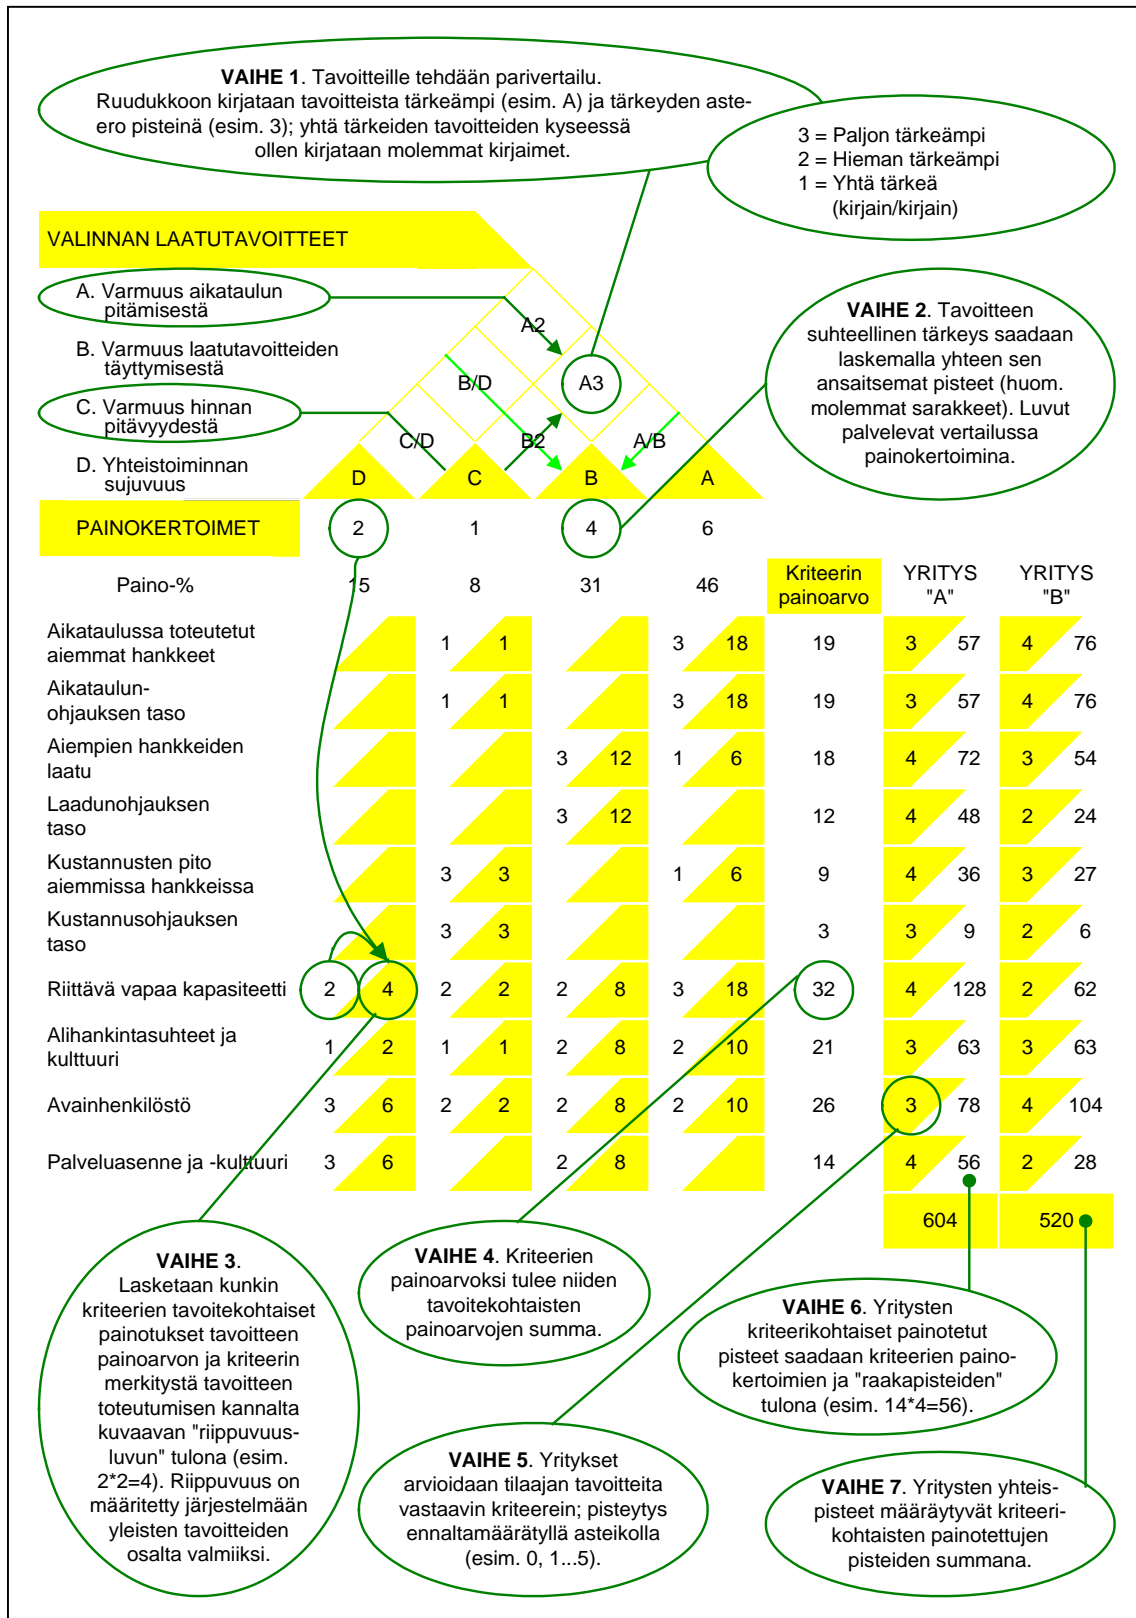 VAIHE 1. Tavoitteille tehdään parivertailu.
Ruudukkoon kirjataan tavoitteista tärkeämpi (esim. A) ja tärkeyden aste-
ero pisteinä (esim. 3); yhtä tärkeiden tavoitteiden kyseessä
ollen kirjataan molemmat kirjaimet.
3 = Paljon tärkeämpi
2 = Hieman tärkeämpi
1 = Yhtä tärkeä
(kirjain/kirjain)
VALINNAN LAATUTAVOITTEET
A. Varmuus aikataulun
pitämisestä
B. Varmuus laatutavoitteiden
täyttymisestä
C. Varmuus hinnan
pitävyydestä
D. Yhteistoiminnan
sujuvuus
A2
B/D A3
C/D B2 A/B
D C B A
VAIHE 2. Tavoitteen
suhteellinen tärkeys saadaan
laskemalla yhteen sen
ansaitsemat pisteet (huom.
molemmat sarakkeet). Luvut
palvelevat vertailussa
painokertoimina.
PAINOKERTOIMET 2 1 4 6
Paino-% 15 8 31 46
Kriteerin
painoarvo
YRITYS
"A"
YRITYS
"B"
Aikataulussa toteutetut
aiemmat hankkeet
1 1 3 18 19 3 57 4 76
Aikataulun-
ohjauksen taso
1 1 3 18 19 3 57 4 76
Aiempien hankkeiden
laatu
3 12 1 6 18 4 72 3 54
Laadunohjauksen
taso
3 12 12 4 48 2 24
Kustannusten pito
aiemmissa hankkeissa
3 3 1 6 9 4 36 3 27
Kustannusohjauksen
taso
3 3 3 3 9 2 6
Riittävä vapaa kapasiteetti 2 4 2 2 2 8 3 18 32 4 128 2 62
Alihankintasuhteet ja
kulttuuri
1 2 1 1 2 8 2 10 21 3 63 3 63
Avainhenkilöstö 3 6 2 2 2 8 2 10 26 3 78 4 104
Palveluasenne ja -kulttuuri 3 6 2 8 14 4 56 2 28
604 520
VAIHE 3.
Lasketaan kunkin
kriteerien tavoitekohtaiset
painotukset tavoitteen
painoarvon ja kriteerin
merkitystä tavoitteen
toteutumisen kannalta
kuvaavan "riippuvuus-
luvun" tulona (esim.
2*2=4). Riippuvuus on
määritetty järjestelmään
yleisten tavoitteiden
osalta valmiiksi.
VAIHE 4. Kriteerien
painoarvoksi tulee niiden
tavoitekohtaisten
painoarvojen summa.
VAIHE 5. Yritykset
arvioidaan tilaajan tavoitteita
vastaavin kriteerein; pisteytys
ennaltamäärätyllä asteikolla
(esim. 0, 1...5).
VAIHE 6. Yritysten
kriteerikohtaiset painotetut
pisteet saadaan kriteerien paino-
kertoimien ja "raakapisteiden"
tulona (esim. 14*4=56).
VAIHE 7. Yritysten yhteis-
pisteet määräytyvät kriteeri-
kohtaisten painotettujen
pisteiden summana.